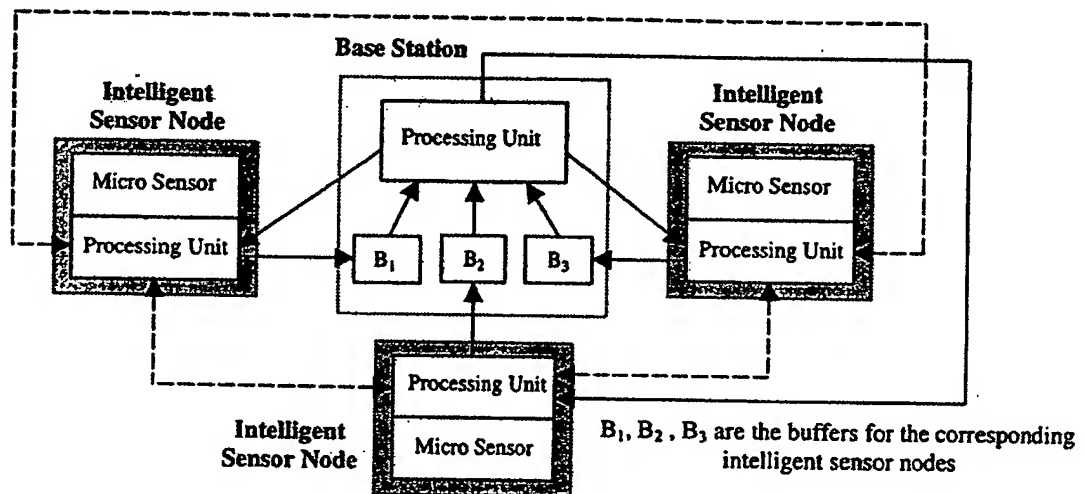 Base Station
Intelligent
Sensor Node
Micro Sensor
Processing Unit
Processing Unit
B1
B2
B3
Intelligent
Sensor Node
Micro Sensor
Processing Unit
Processing Unit
Micro Sensor
Intelligent
Sensor Node
B1, B2 , B3 are the buffers for the corresponding
intelligent sensor nodes